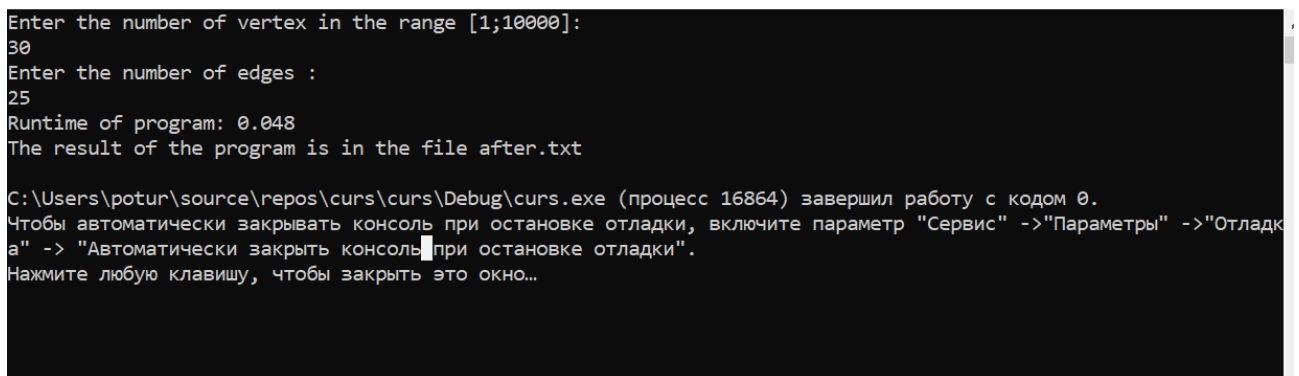 Enter the number of vertex in the range [1;10000]:
30
Enter the number of edges :
25
Runtime of program: 0.048
The result of the program is in the file after.txt
C:\Users\potur\source\repos\curs\curs\Debug\curs.exe (процесс 16864) завершил работу с кодом 0.
Чтобы автоматически закрывать консоль при остановке отладки, включите параметр "Сервис" ->"Параметры" ->"Отладк
а" -> "Автоматически закрыть консоль при остановке отладки".
Нажмите любую клавишу, чтобы закрыть это окно…